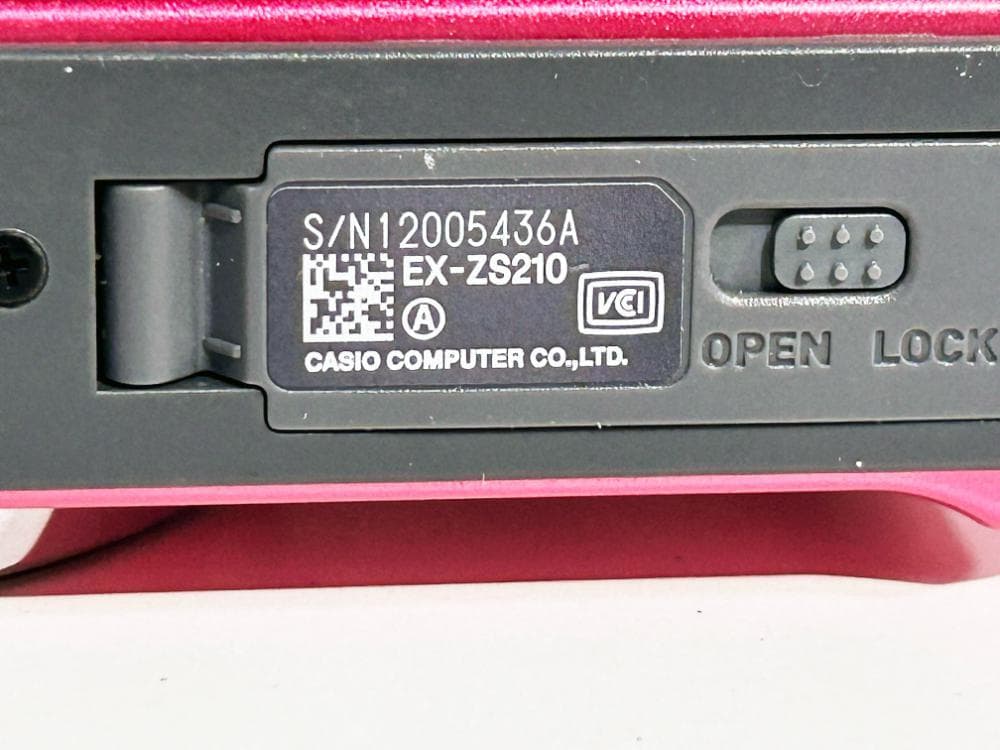 S/N12005436A
EX-ZS210
A
VCI
CASIO COMPUTER CO.,LTD.
OPEN LOCK